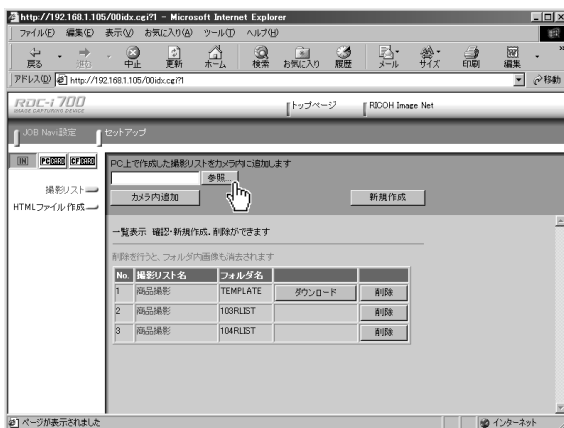 http://192.168.1.105/00idx.cgi?1 - Microsoft Internet Explorer
ファイル(F) 編集(E) 表示(V) お気に入り(A) ツール(T) ヘルプ(H)
戻る 進む 中止 更新 ホーム 検索 お気に入り 履歴 メール サイズ 印刷 編集
アドレス(D) http://192.168.1.105/00idx.cgi?1 移動
RDC-i 700
IMAGE CAPTURING DEVICE
トップページ RICOH Image Net
JOB Navi設定 セットアップ
IN PC CARD CF CARD
撮影リスト
HTMLファイル作成
PC上で作成した撮影リストをカメラ内に追加します
参照...
カメラ内追加 新規作成
一覧表示 確認・新規作成、削除ができます
削除を行うと、フォルダ内画像も消去されます
No. 撮影リスト名 フォルダ名
1 商品撮影 TEMPLATE ダウンロード 削除
2 商品撮影 103RLIST 削除
3 商品撮影 104RLIST 削除
ページが表示されました インターネット